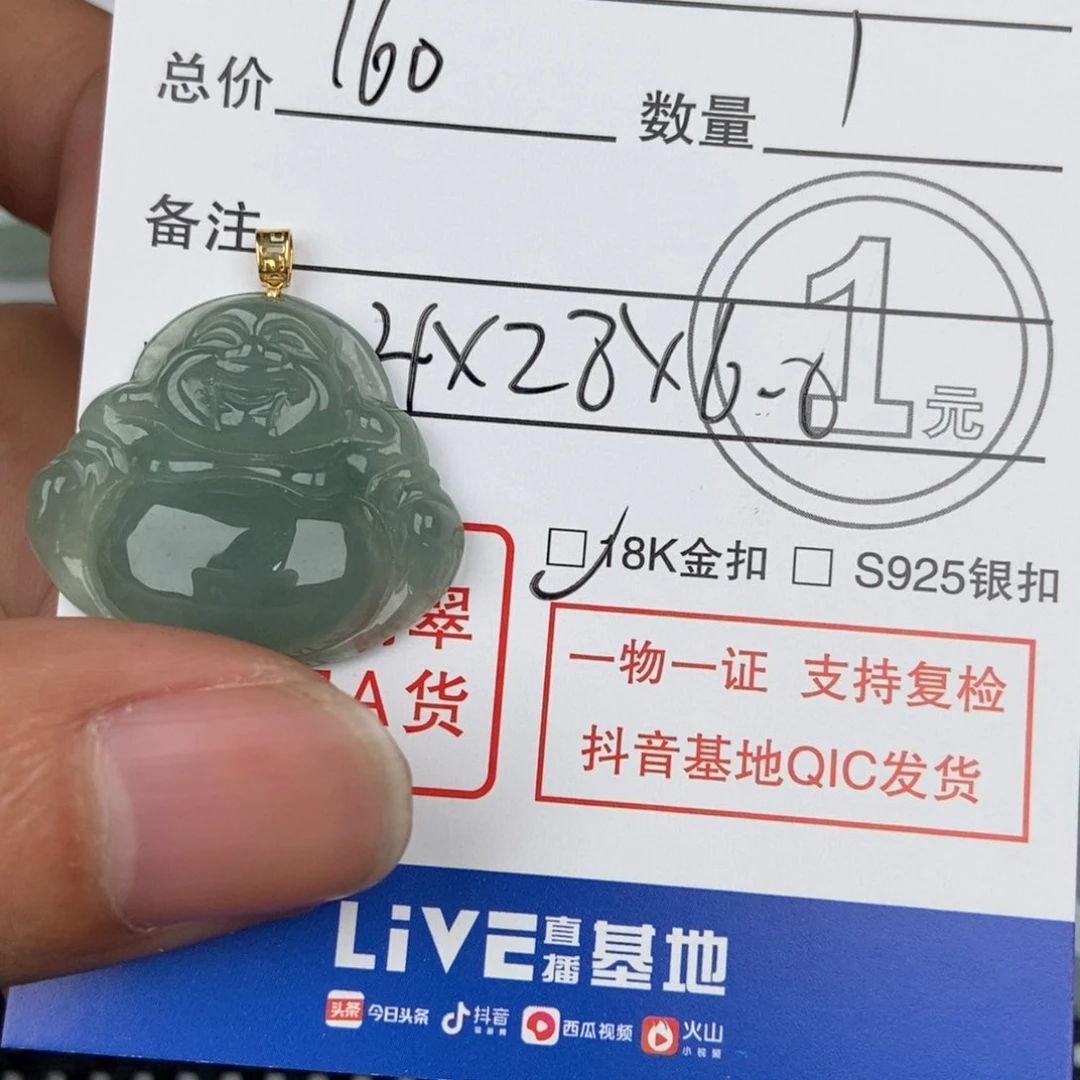 总价 160 数量 1
备注
4X28X6-8
1元
18K金扣 S925银扣
翠
A货
一物一证 支持复检
抖音基地QIC发货
LiVE直播基地
头条 今日头条 抖音 西瓜视频 火山小视频